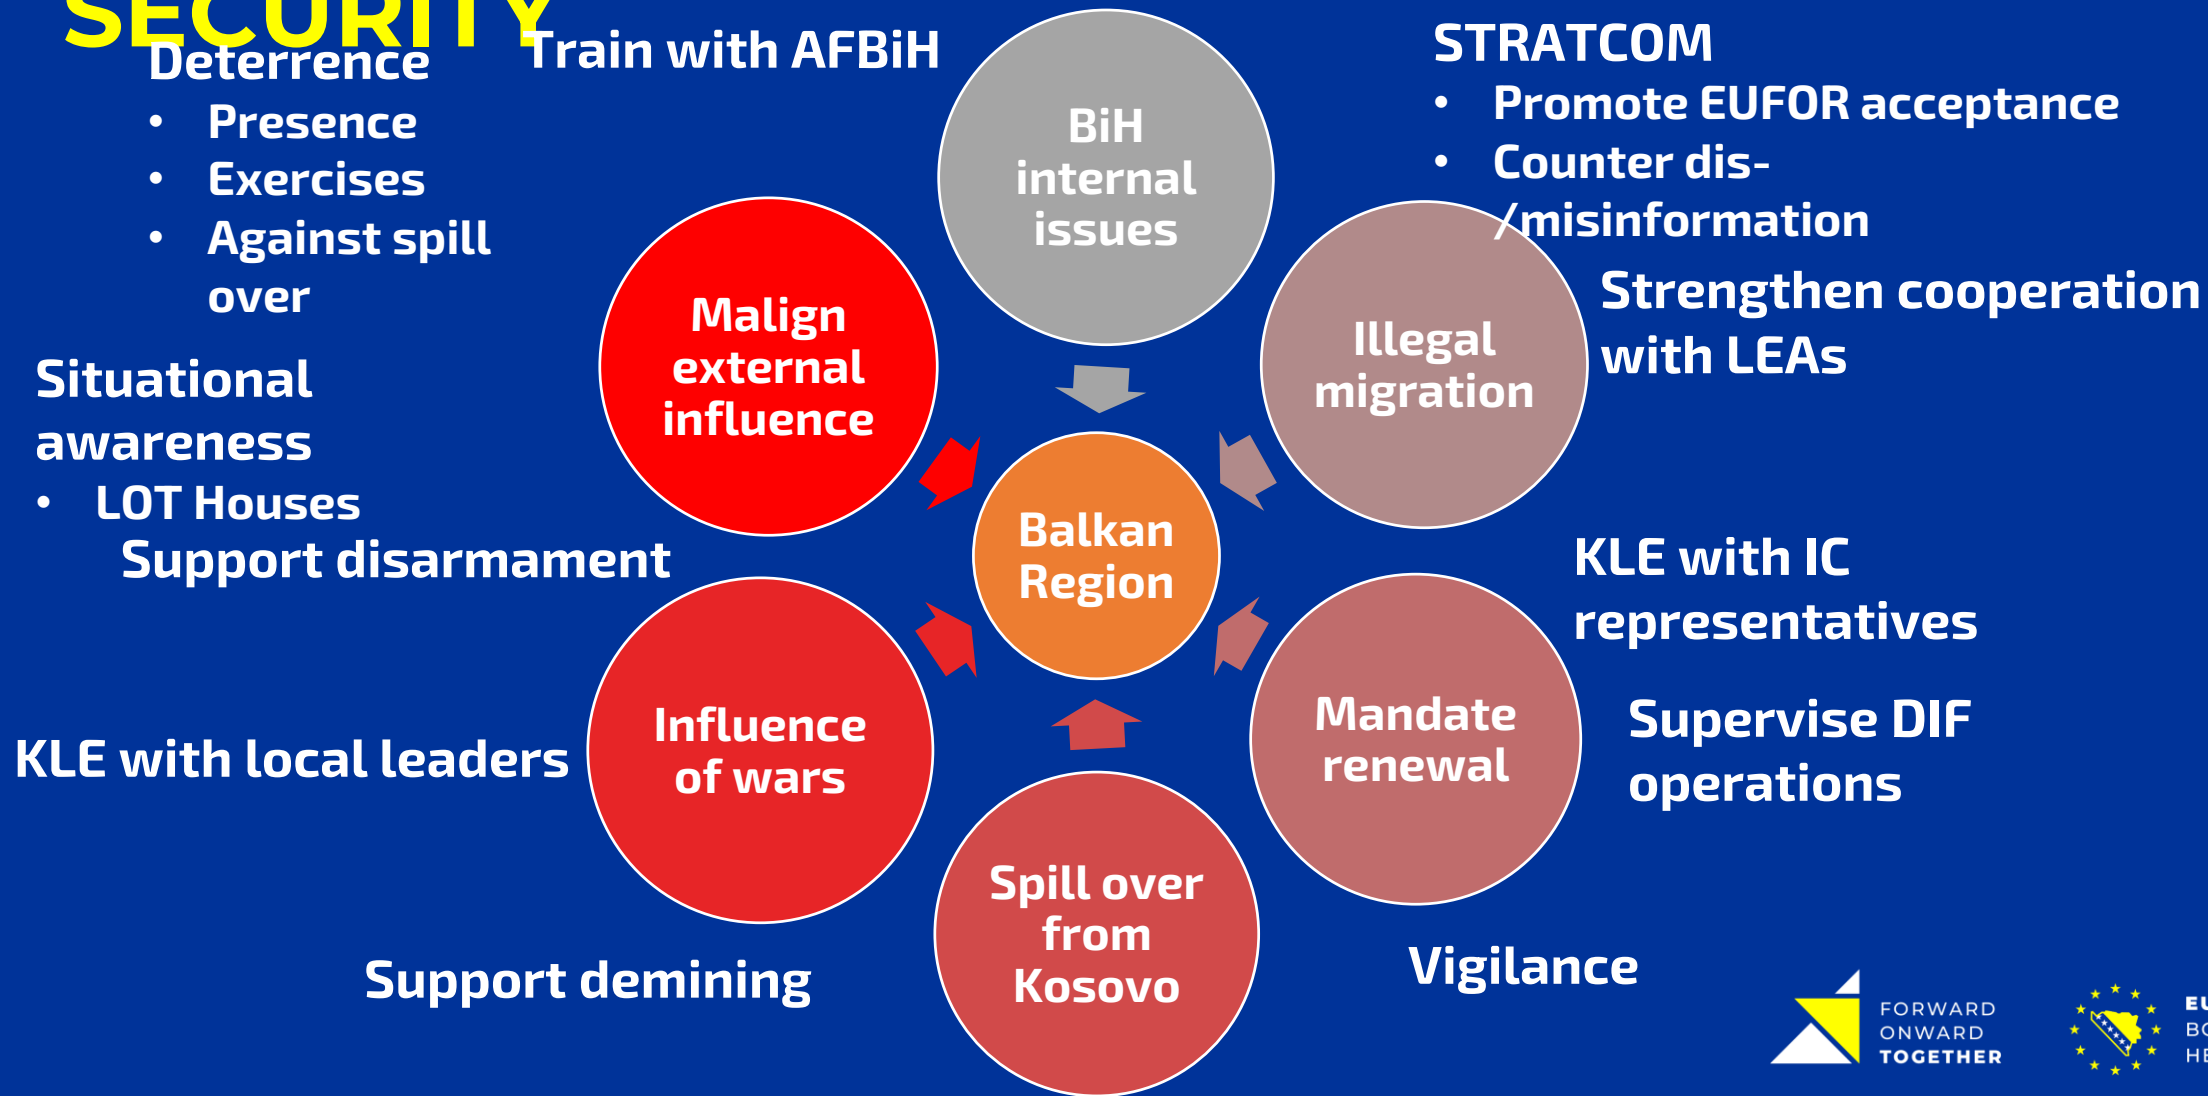 SECURITY
Deterrence
• Presence
• Exercises
• Against spill
over
Train with AFBiH
STRATCOM
• Promote EUFOR acceptance
• Counter dis-
/misinformation
BiH
internal
issues
Malign
external
influence
Illegal
migration
Strengthen cooperation
with LEAs
Situational
awareness
• LOT Houses
Support disarmament
Balkan
Region
KLE with IC
representatives
Influence
of wars
Mandate
renewal
KLE with local leaders
Supervise DIF
operations
Spill over
from
Kosovo
Support demining
Vigilance
FORWARD
ONWARD
TOGETHER